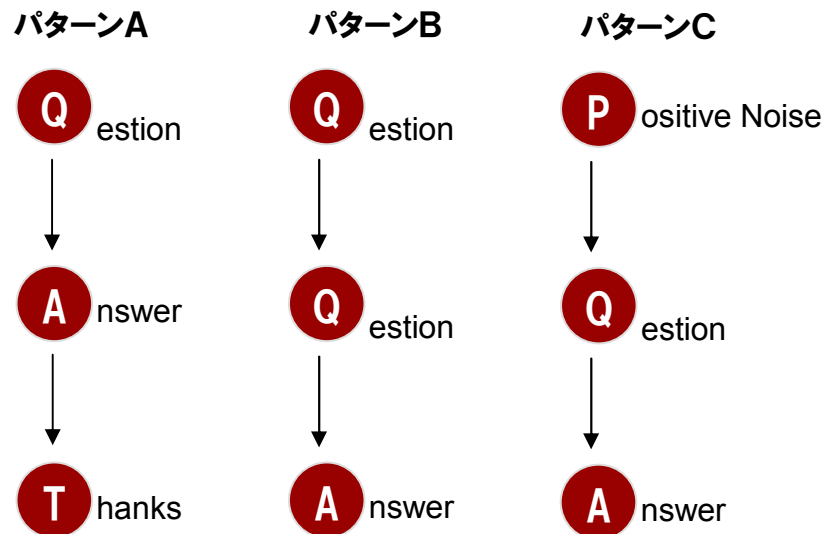 パターンA
Q estion
A nswer
T hanks
パターンB
Q estion
Q estion
A nswer
パターンC
P ositive Noise
Q estion
A nswer